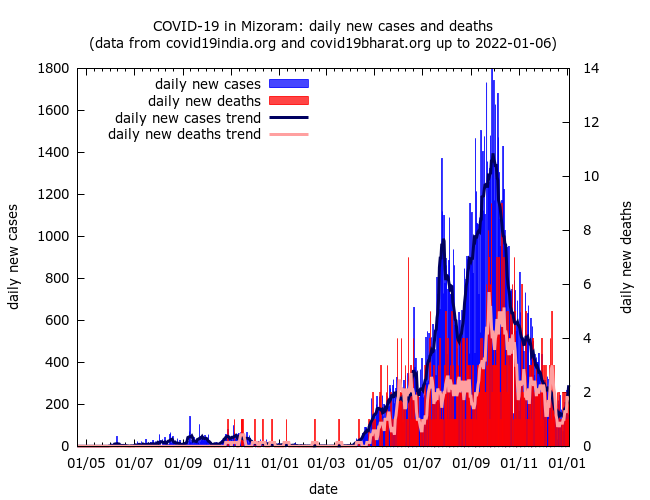 COVID-19 in Mizoram: daily new cases and deaths
(data from covid19india.org and covid19bharat.org up to 2022-01-06)
daily new cases
daily new deaths
daily new cases trend
daily new deaths trend
1800
1600
1400
1200
1000
800
600
400
200
0
14
12
10
8
6
4
2
0
daily new cases
daily new deaths
01/05 01/07 01/09 01/11 01/01 01/03 01/05 01/07 01/09 01/11 01/01
date